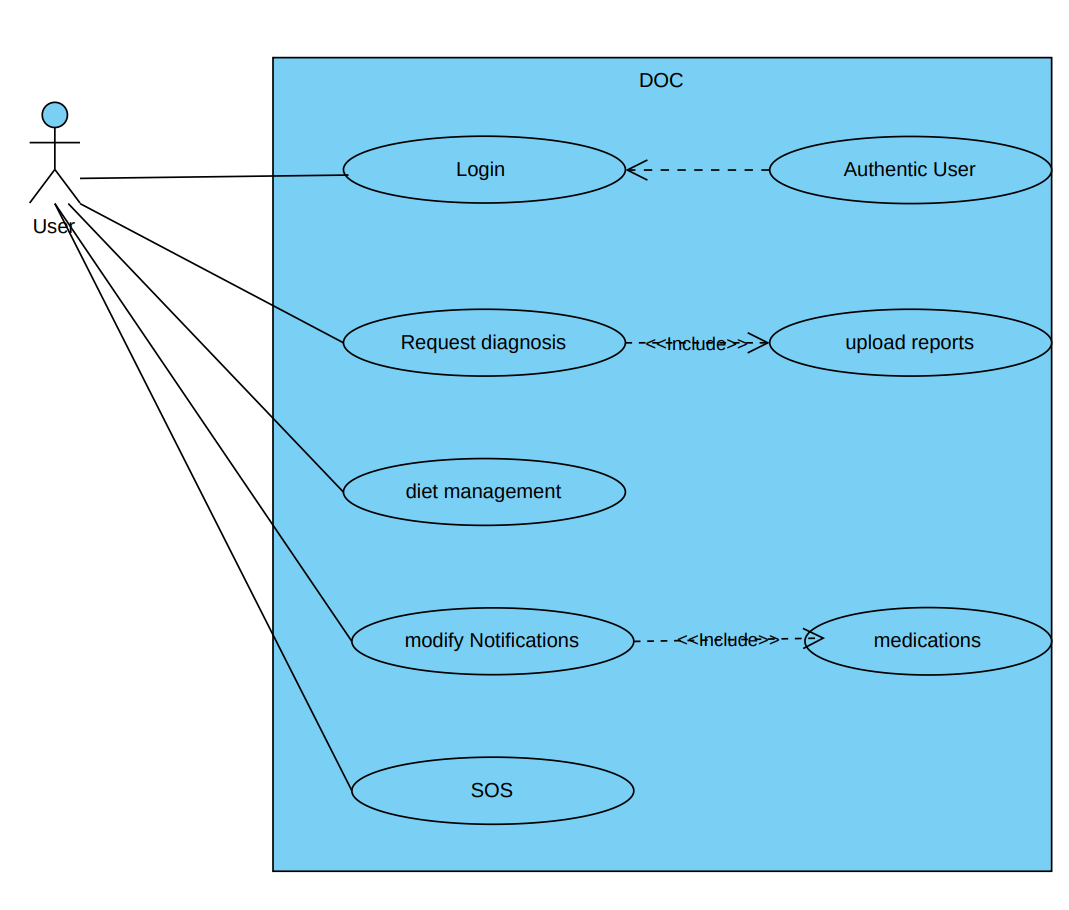 DOC
User
Login
Authentic User
Request diagnosis
<<Include>>
upload reports
diet management
modify Notifications
<<Include>>
medications
SOS